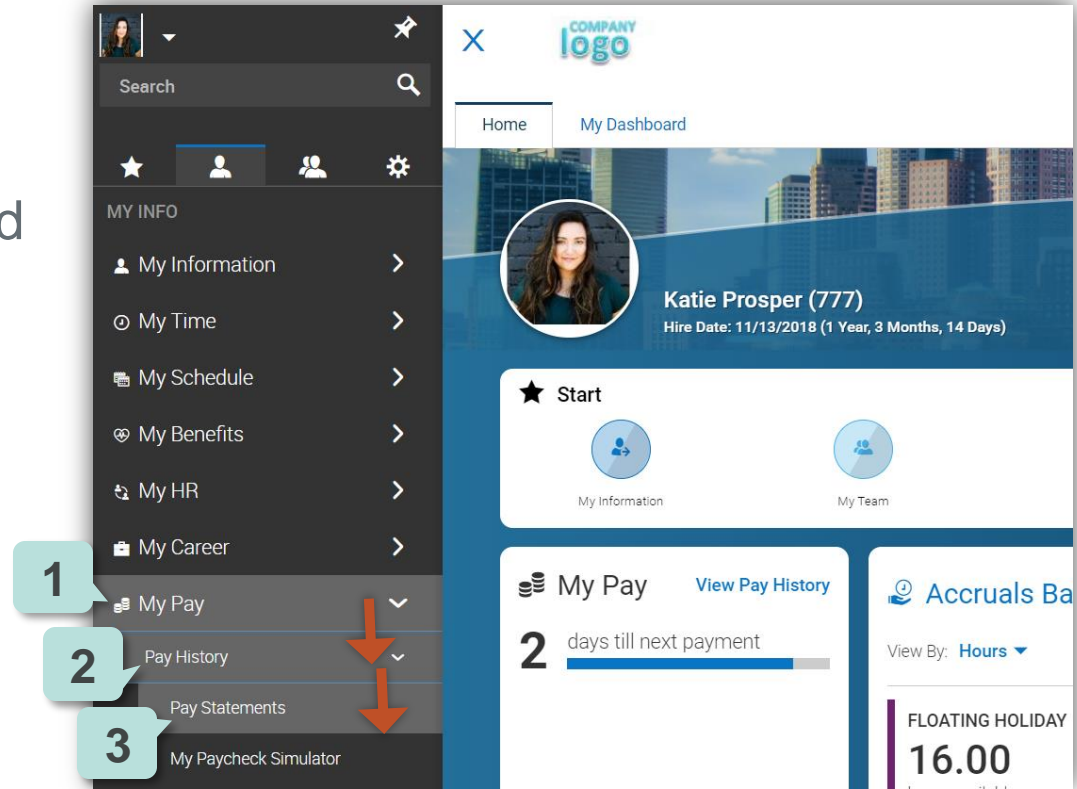 d
Search
MY INFO
My Information
My Time
My Schedule
My Benefits
My HR
My Career
1
My Pay
2
Pay History
Pay Statements
3
My Paycheck Simulator
COMPANY
logo
Home
My Dashboard
Katie Prosper (777)
Hire Date: 11/13/2018 (1 Year, 3 Months, 14 Days)
Start
My Information
My Team
My Pay
View Pay History
2
days till next payment
Accruals Ba
View By: Hours
FLOATING HOLIDAY
16.00